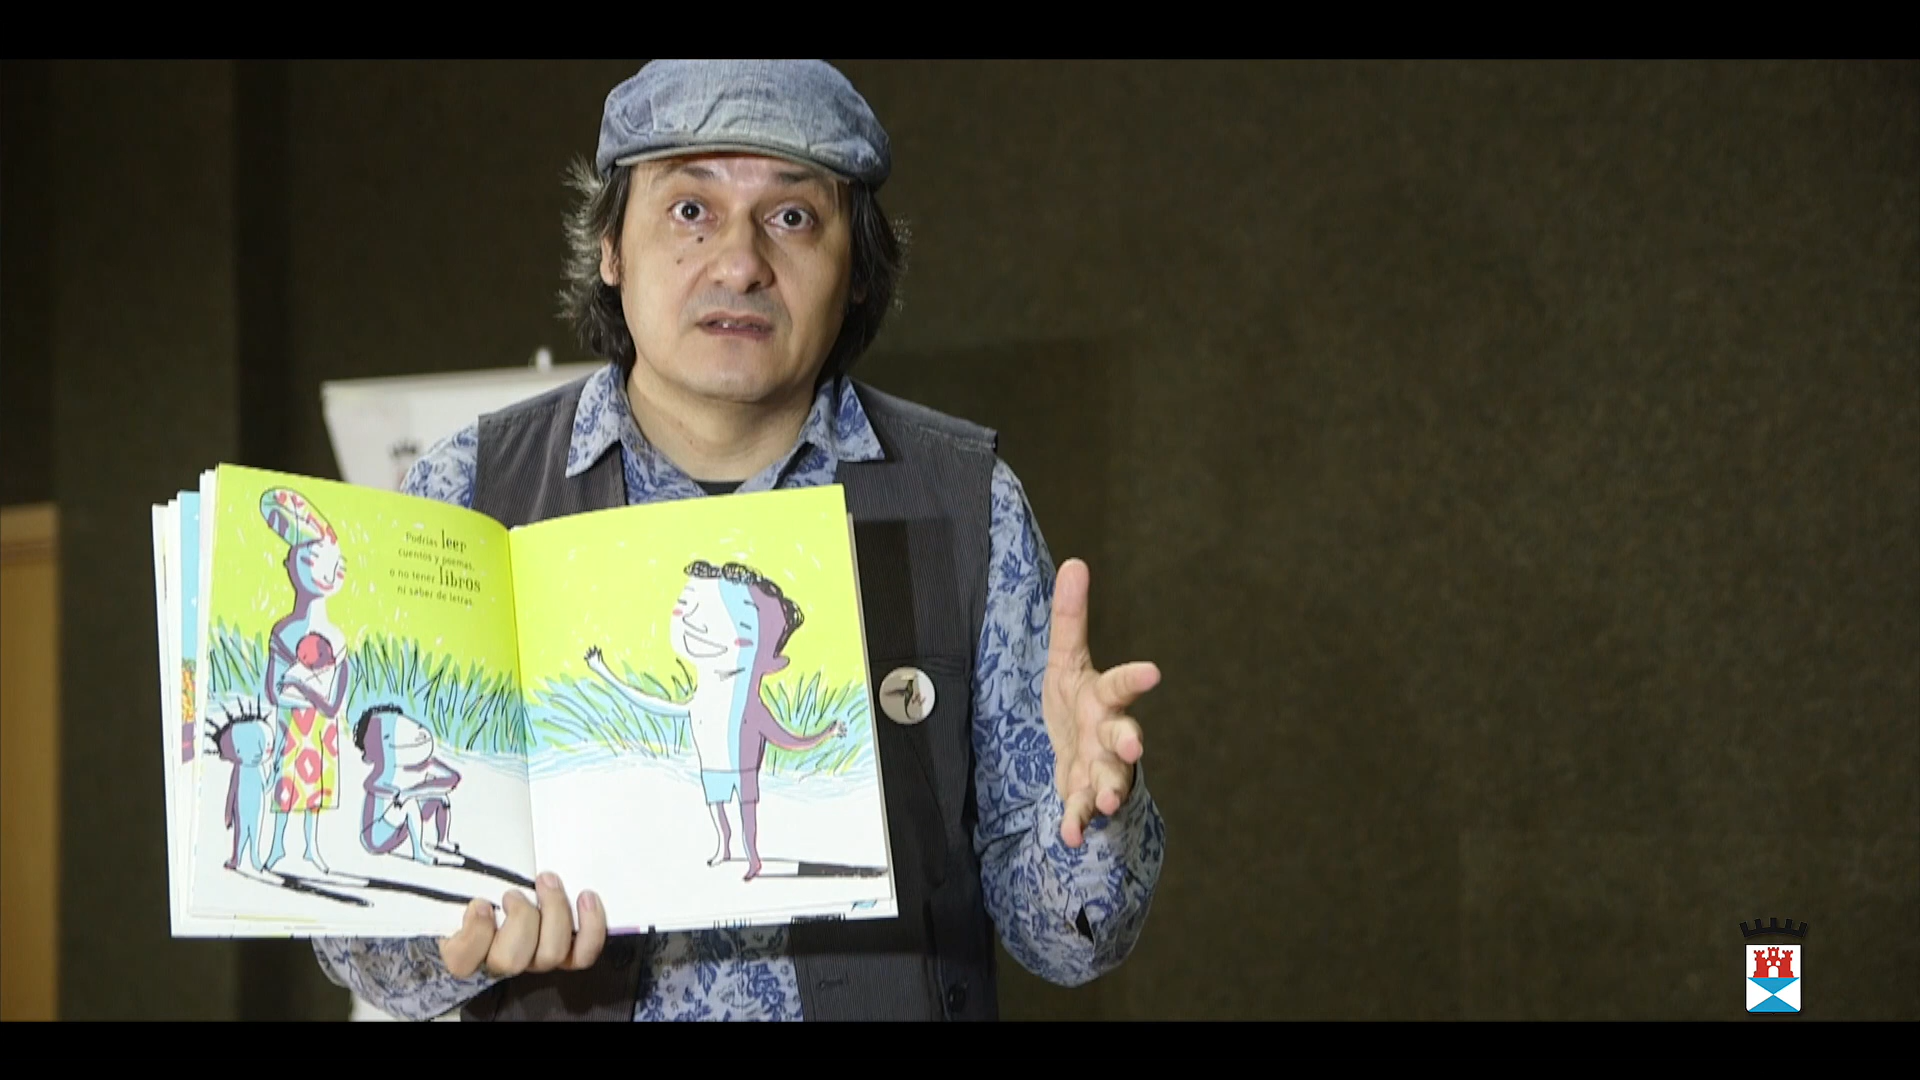 Podrías leer
cuentos y poemas,
o no tener libros
ni saber de letras.